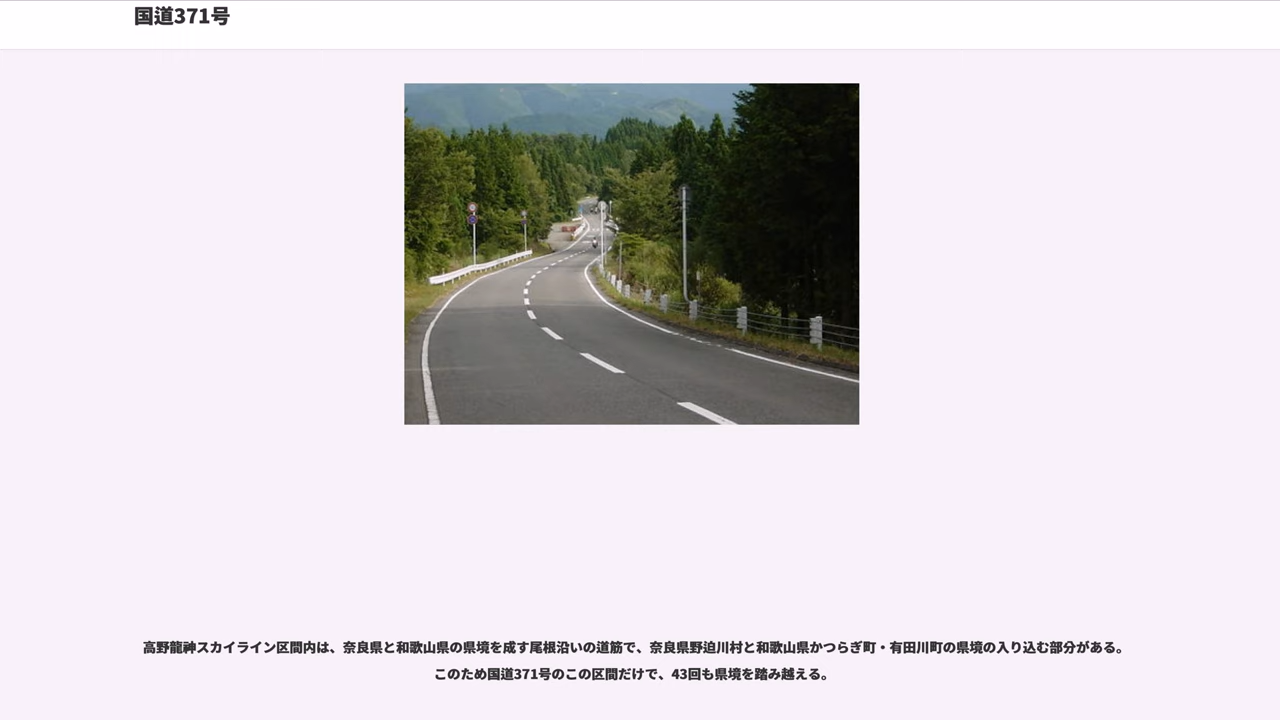 国道371号
高野龍神スカイライン区間内は、奈良県と和歌山県の県境を成す尾根沿いの道筋で、奈良県野迫川村と和歌山県かつらぎ町・有田川町の県境の入り込む部分がある。
このため国道371号のこの区間だけで、43回も県境を踏み越える。